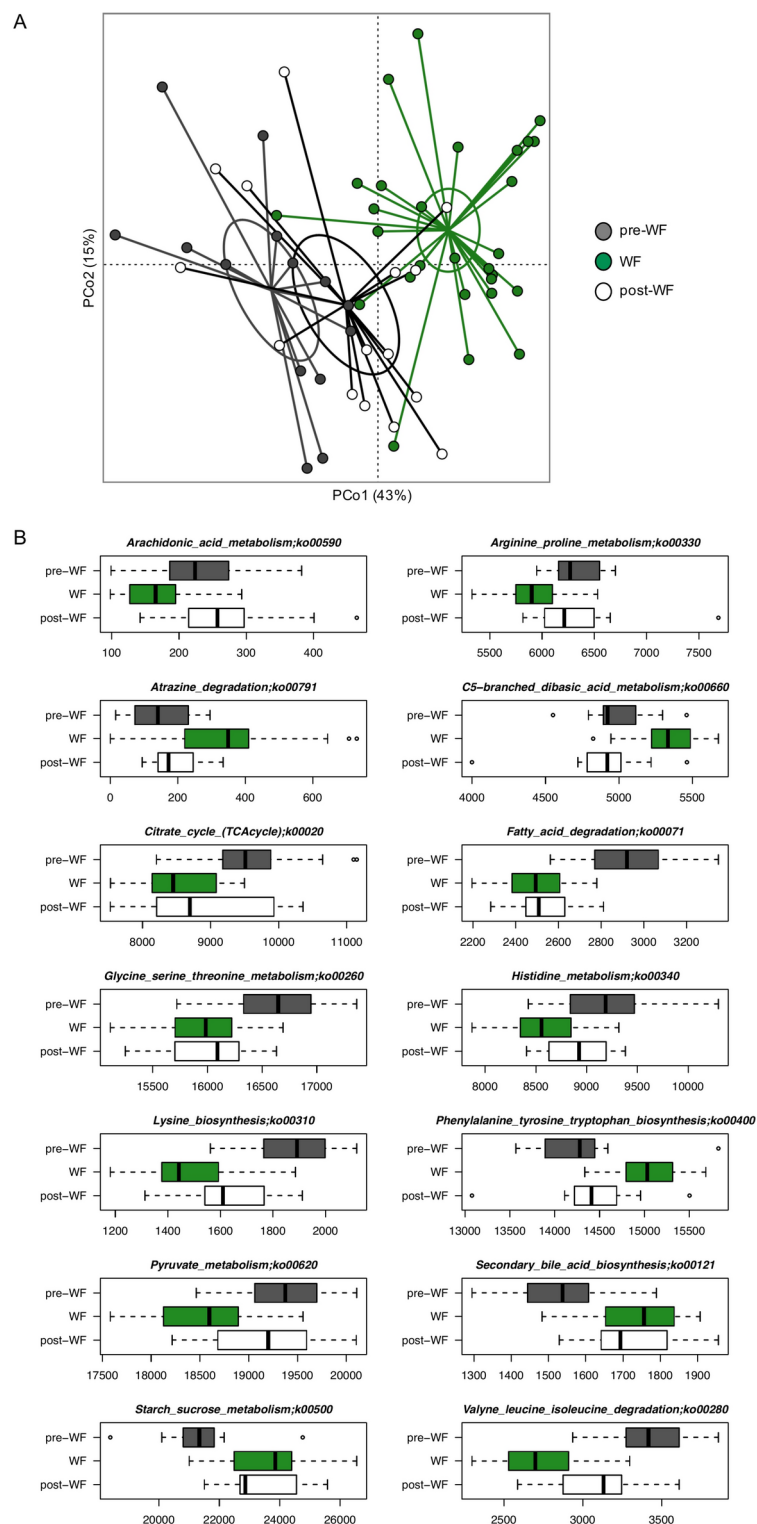 A
PCo2 (15%)
PCo1 (43%)
pre-WF
WF
post-WF
B
Arachidonic_acid_metabolism;ko00590
pre−WF
WF
post−WF
100 200 300 400
Arginine_proline_metabolism;ko00330
pre−WF
WF
post−WF
5500 6000 6500 7000 7500
Atrazine_degradation;ko00791
pre−WF
WF
post−WF
0 200 400 600
C5−branched_dibasic_acid_metabolism;ko00660
pre−WF
WF
post−WF
4000 4500 5000 5500
Citrate_cycle_(TCAcycle);k00020
pre−WF
WF
post−WF
8000 9000 10000 11000
Fatty_acid_degradation;ko00071
pre−WF
WF
post−WF
2200 2400 2600 2800 3000 3200
Glycine_serine_threonine_metabolism;ko00260
pre−WF
WF
post−WF
15500 16000 16500 17000
Histidine_metabolism;ko00340
pre−WF
WF
post−WF
8000 8500 9000 9500 10000
Lysine_biosynthesis;ko00310
pre−WF
WF
post−WF
1200 1400 1600 1800 2000
Phenylalanine_tyrosine_tryptophan_biosynthesis;ko00400
pre−WF
WF
post−WF
13000 13500 14000 14500 15000 15500
Pyruvate_metabolism;ko00620
pre−WF
WF
post−WF
17500 18000 18500 19000 19500 20000
Secondary_bile_acid_biosynthesis;ko00121
pre−WF
WF
post−WF
1300 1400 1500 1600 1700 1800 1900
Starch_sucrose_metabolism;k00500
pre−WF
WF
post−WF
20000 22000 24000 26000
Valyne_leucine_isoleucine_degradation;ko00280
pre−WF
WF
post−WF
2500 3000 3500